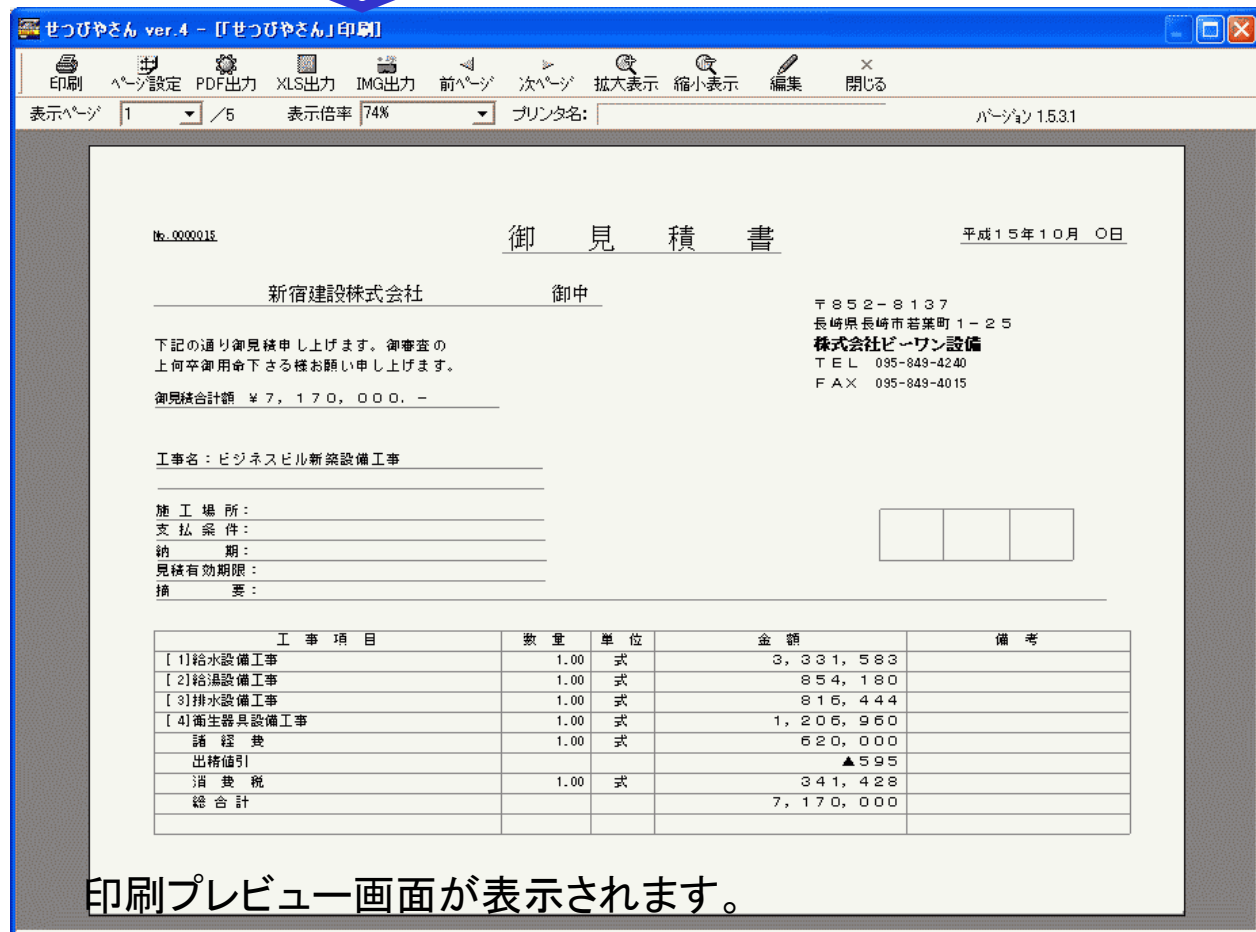 せつびやさん ver.4 - [「せつびやさん」印刷]
印刷 ページ設定 PDF出力 XLS出力 IMG出力 前ページ 次ページ 拡大表示 縮小表示 編集 閉じる
表示ページ 1 ／5 表示倍率 74% プリンタ名: バージョン 1.5.3.1
No.0000015 御見積書 平成15年10月 〇日
新宿建設株式会社 御中
〒852-8137
長崎県長崎市若葉町1-25
株式会社ビーワン設備
TEL 095-849-4240
FAX 095-849-4015
下記の通り御見積申し上げます。御審査の
上何卒御用命下さる様お願い申し上げます。
御見積合計額 ¥7,170,000.-
工事名：ビジネスビル新築設備工事
施工場所：
支払条件：
納期：
見積有効期限：
摘要：
工事項目 数量 単位 金額 備考
[ 1]給水設備工事 1.00 式 3,331,583
[ 2]給湯設備工事 1.00 式 854,180
[ 3]排水設備工事 1.00 式 816,444
[ 4]衛生器具設備工事 1.00 式 1,206,960
諸経費 1.00 式 620,000
出精値引 ▲595
消費税 1.00 式 341,428
総合計 7,170,000
印刷プレビュー画面が表示されます。